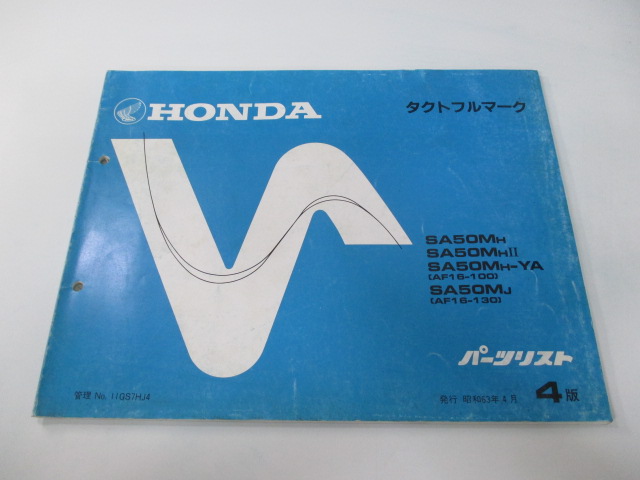 HONDA
タクトフルマーク
SA50MH
SA50MHII
SA50MH-YA
(AF16-100)
SA50MJ
(AF16-130)
パーツリスト
管理 No. 11GS7HJ4
発行 昭和63年4月
4版